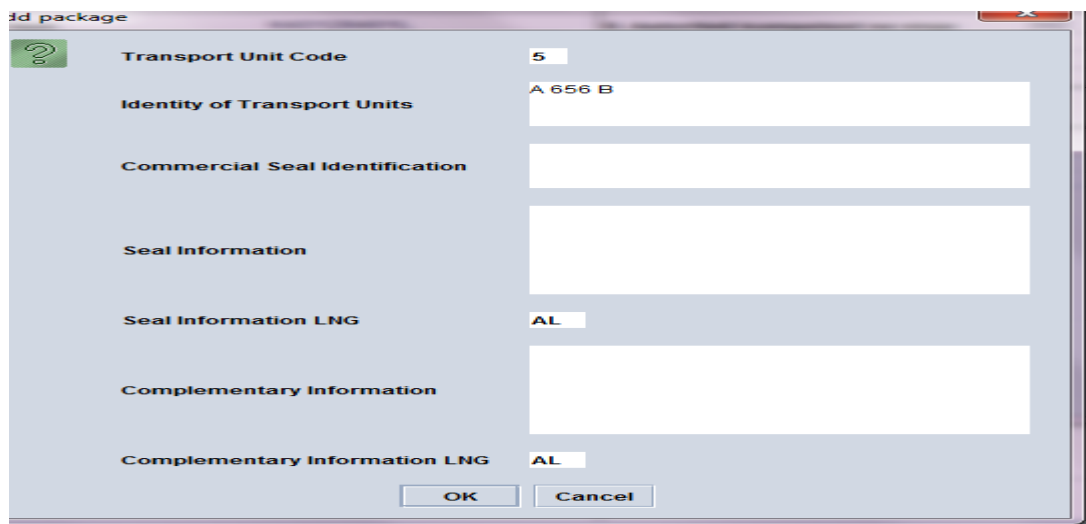 dd package
Transport Unit Code 5
Identity of Transport Units A 656 B
Commercial Seal Identification
Seal Information
Seal Information LNG AL
Complementary Information
Complementary Information LNG AL
OK Cancel